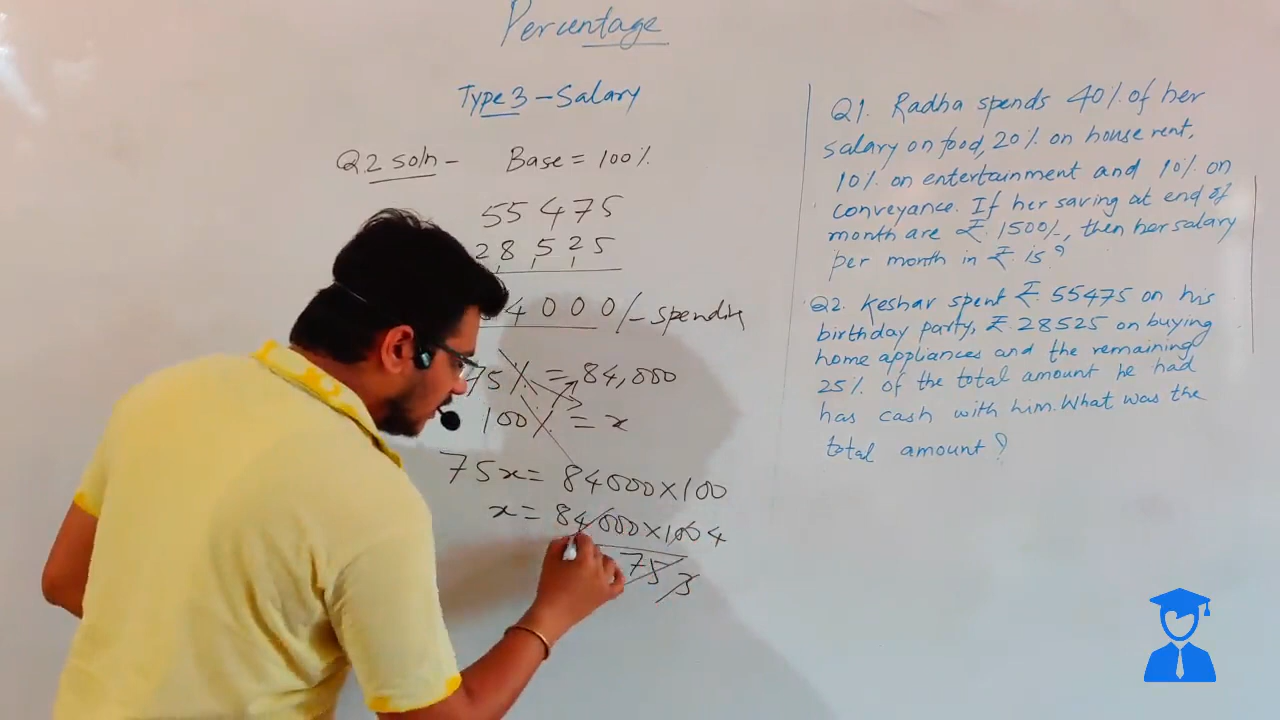 Percentage
Type 3 - Salary
Q2 soln - Base = 100%
55475
28525
4000/- spending
75% = 84,000
100% = x
75x = 84000 × 100
x = 84000 × 100 4
75 3
Q1. Radha spends 40% of her
salary on food, 20% on house rent,
10% on entertainment and 10% on
conveyance. If her saving at end of
month are ₹. 1500/-, then her salary
per month in ₹ is?
Q2. Keshar spent ₹. 55475 on his
birthday party, ₹ 28525 on buying
home appliances and the remaining
25% of the total amount he had
has cash with him. What was the
total amount?